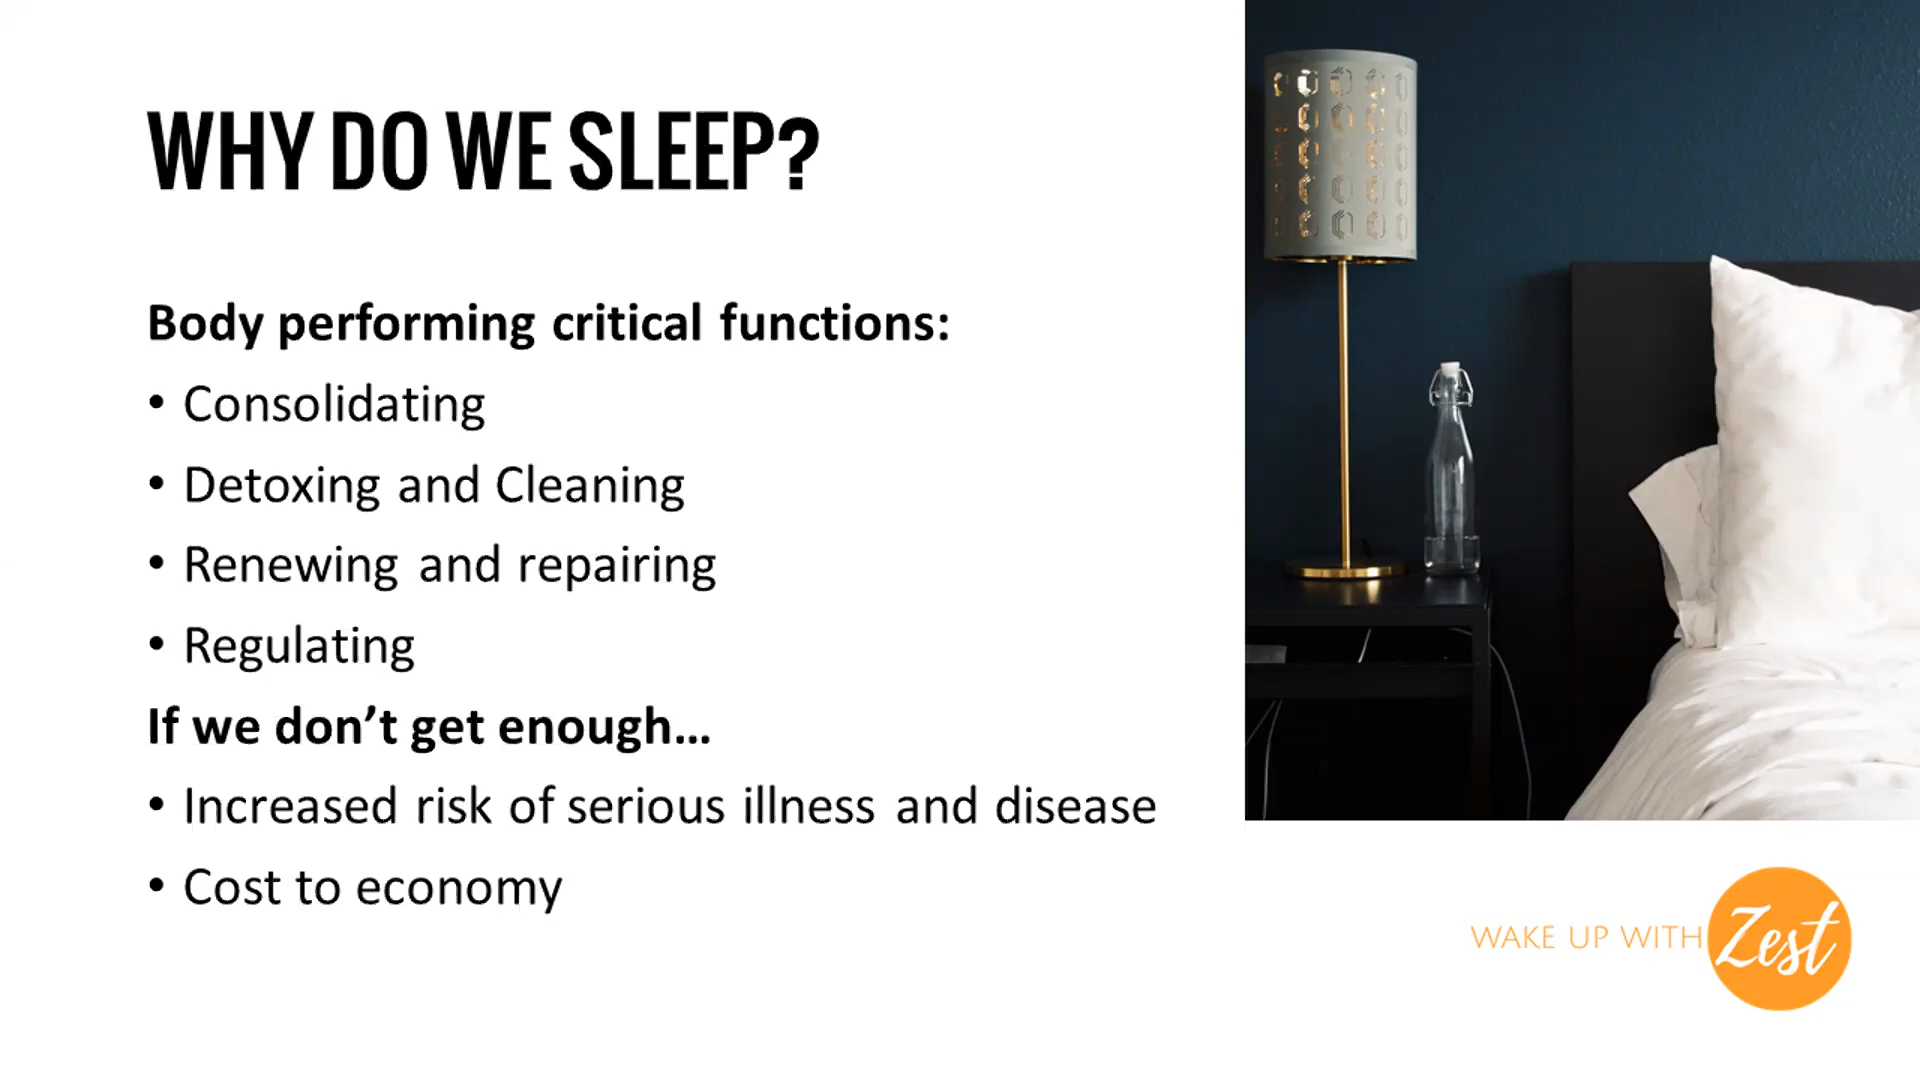 WHY DO WE SLEEP?
Body performing critical functions:
• Consolidating
• Detoxing and Cleaning
• Renewing and repairing
• Regulating
If we don’t get enough…
• Increased risk of serious illness and disease
• Cost to economy
WAKE UP WITH Zest